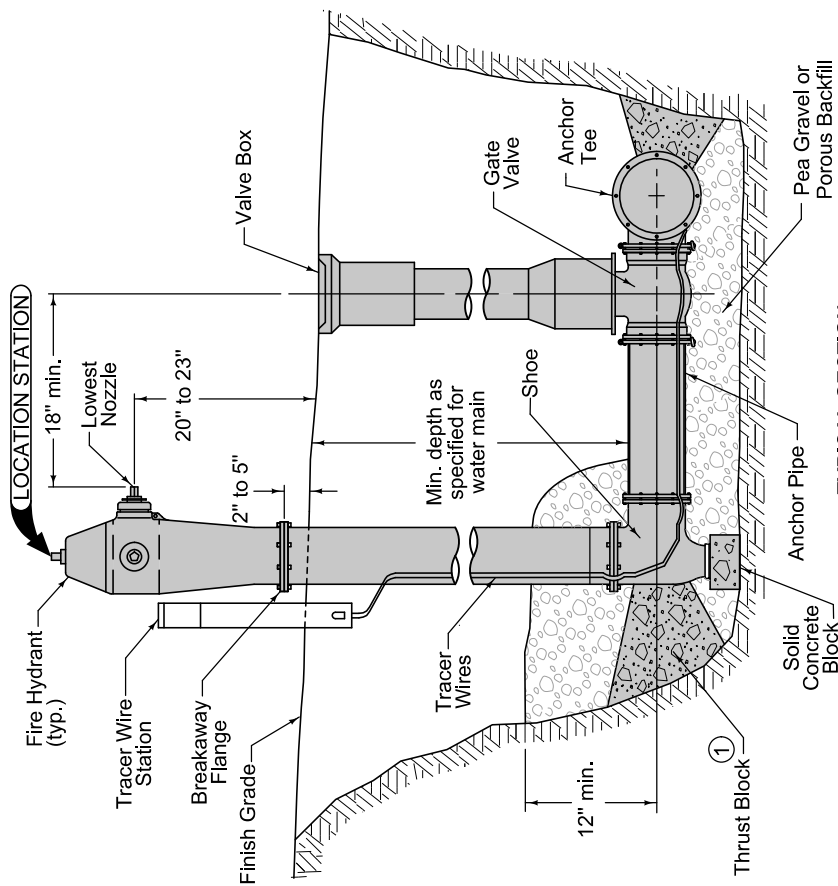 LOCATION STATION
18" min.
Fire Hydrant
(typ.)
Lowest
Nozzle
20" to 23"
Tracer Wire
Station
Valve Box
Breakaway
Flange
2" to 5"
Finish Grade
Min. depth as
specified for
water main
Tracer
Wires
Shoe
Gate
Valve
Anchor
Tee
12" min.
1
Thrust Block
Solid
Concrete
Block
Anchor Pipe
Pea Gravel or
Porous Backfill